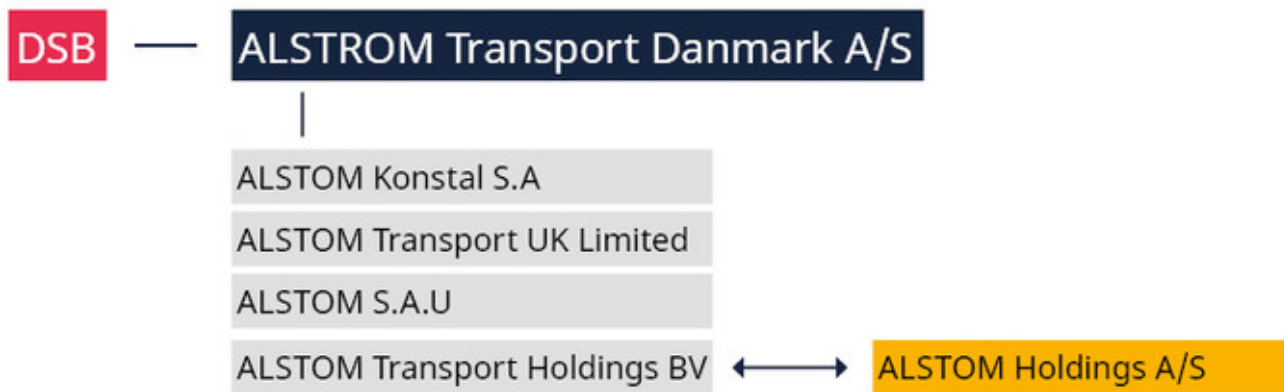 DSB
ALSTROM Transport Danmark A/S
ALSTOM Konstal S.A
ALSTOM Transport UK Limited
ALSTOM S.A.U
ALSTOM Transport Holdings BV
ALSTOM Holdings A/S